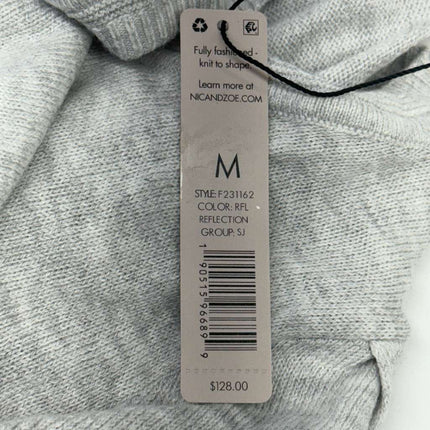 Fully fashioned -
knit to shape.
Learn more at
NICANDZOE.COM
M
STYLE: F231162
COLOR: RFL
REFLECTION
GROUP: SJ
1 90515 96689 9
$128.00